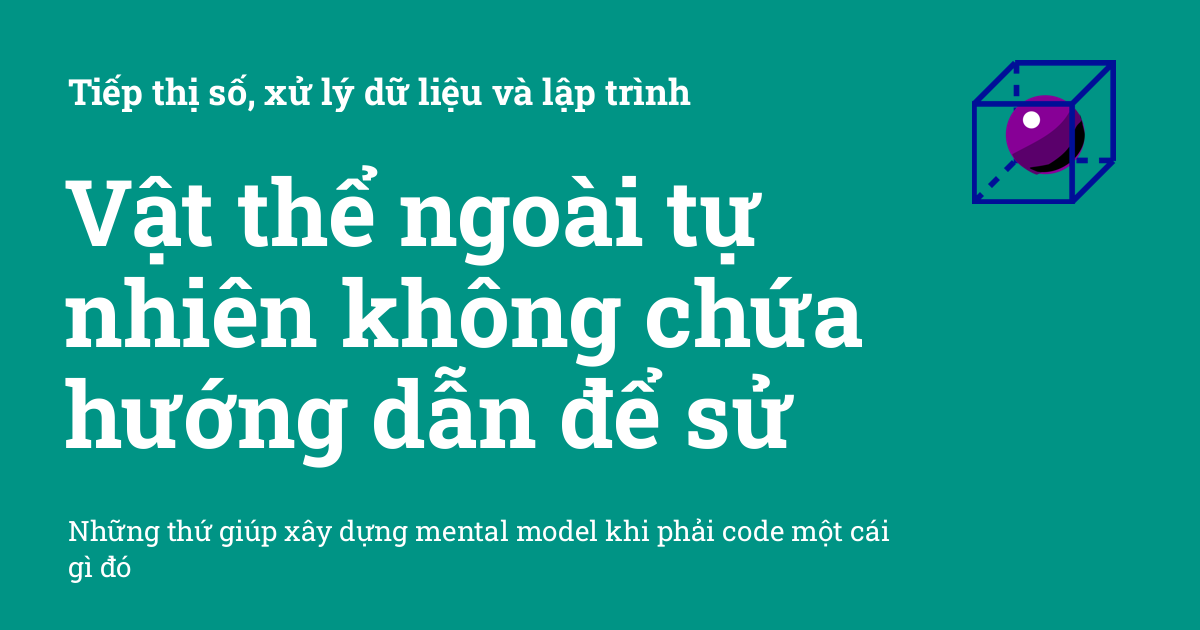 Tiếp thị số, xử lý dữ liệu và lập trình
Vật thể ngoài tự
nhiên không chứa
hướng dẫn để sử
Những thứ giúp xây dựng mental model khi phải code một cái
gì đó